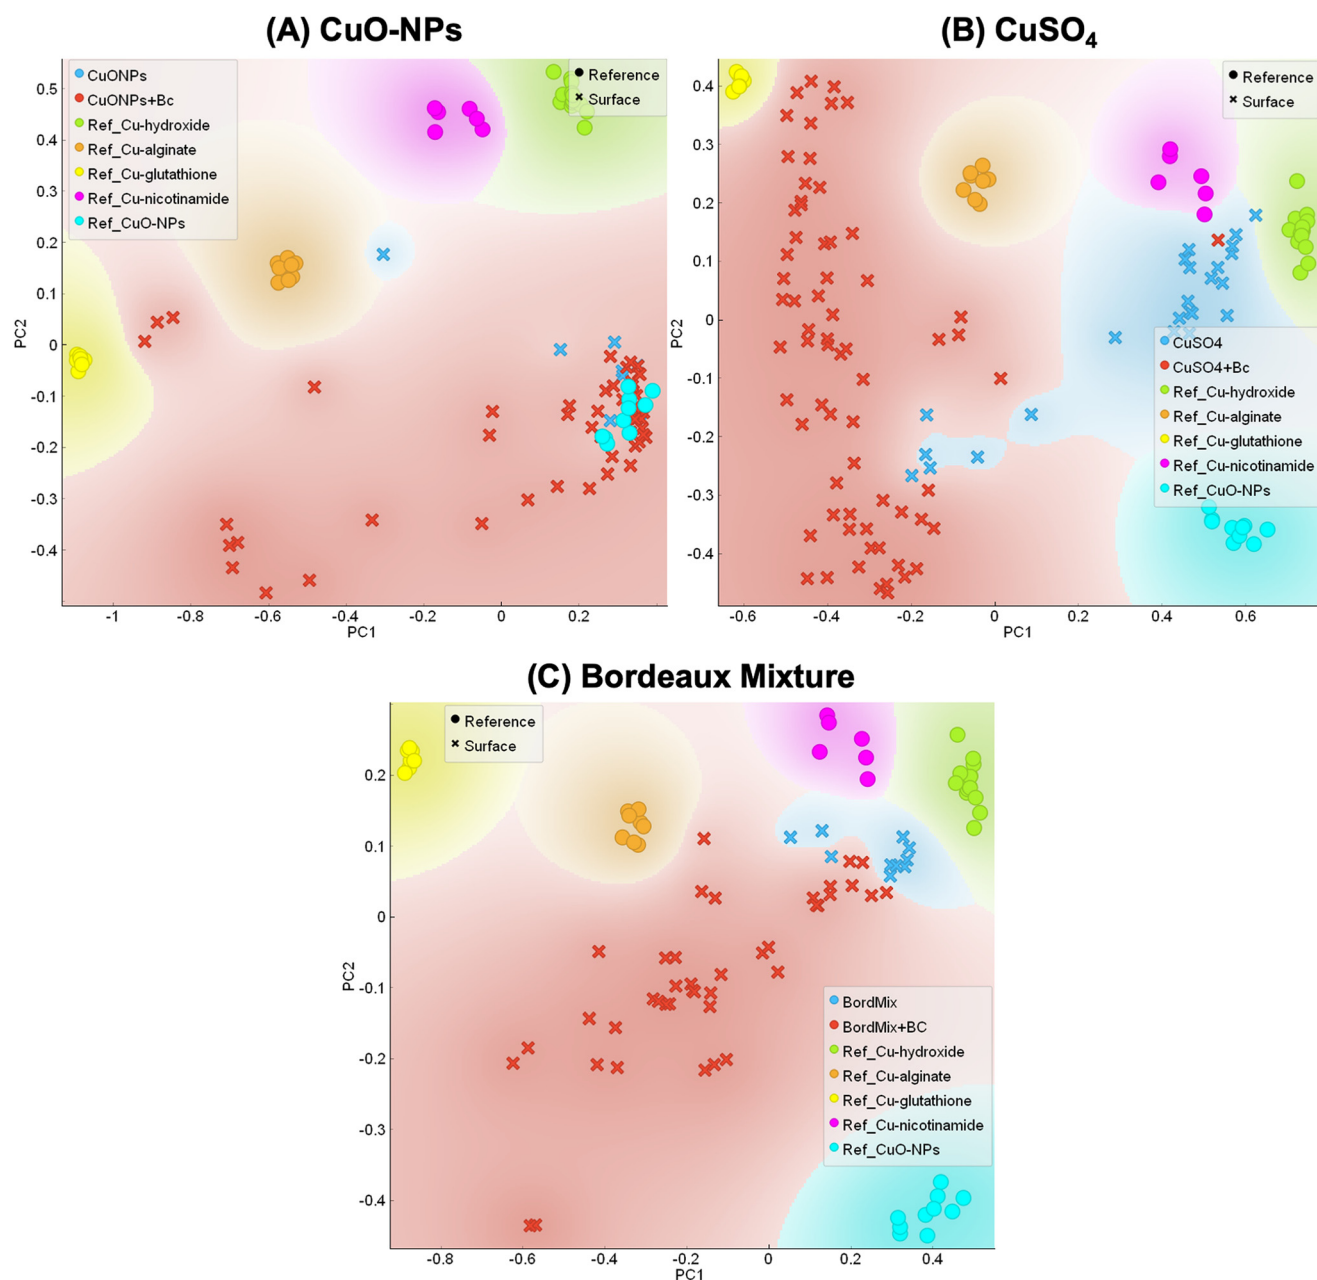 (A) CuO-NPs
CuONPs
CuONPs+Bc
Ref_Cu-hydroxide
Ref_Cu-alginate
Ref_Cu-glutathione
Ref_Cu-nicotinamide
Ref_CuO-NPs
Reference
Surface
0.5
0.4
0.3
0.2
0.1
0
-0.1
-0.2
-0.3
-0.4
PC2
-1
-0.8
-0.6
-0.4
-0.2
0
0.2
PC1
(B) CuSO4
Reference
Surface
0.4
0.3
0.2
0.1
0
-0.1
-0.2
-0.3
-0.4
PC2
CuSO4
CuSO4+Bc
Ref_Cu-hydroxide
Ref_Cu-alginate
Ref_Cu-glutathione
Ref_Cu-nicotinamide
Ref_CuO-NPs
-0.6
-0.4
-0.2
0
0.2
0.4
0.6
PC1
(C) Bordeaux Mixture
Reference
Surface
0.2
0.1
0
-0.1
-0.2
-0.3
-0.4
PC2
BordMix
BordMix+BC
Ref_Cu-hydroxide
Ref_Cu-alginate
Ref_Cu-glutathione
Ref_Cu-nicotinamide
Ref_CuO-NPs
-0.8
-0.6
-0.4
-0.2
0
0.2
0.4
PC1